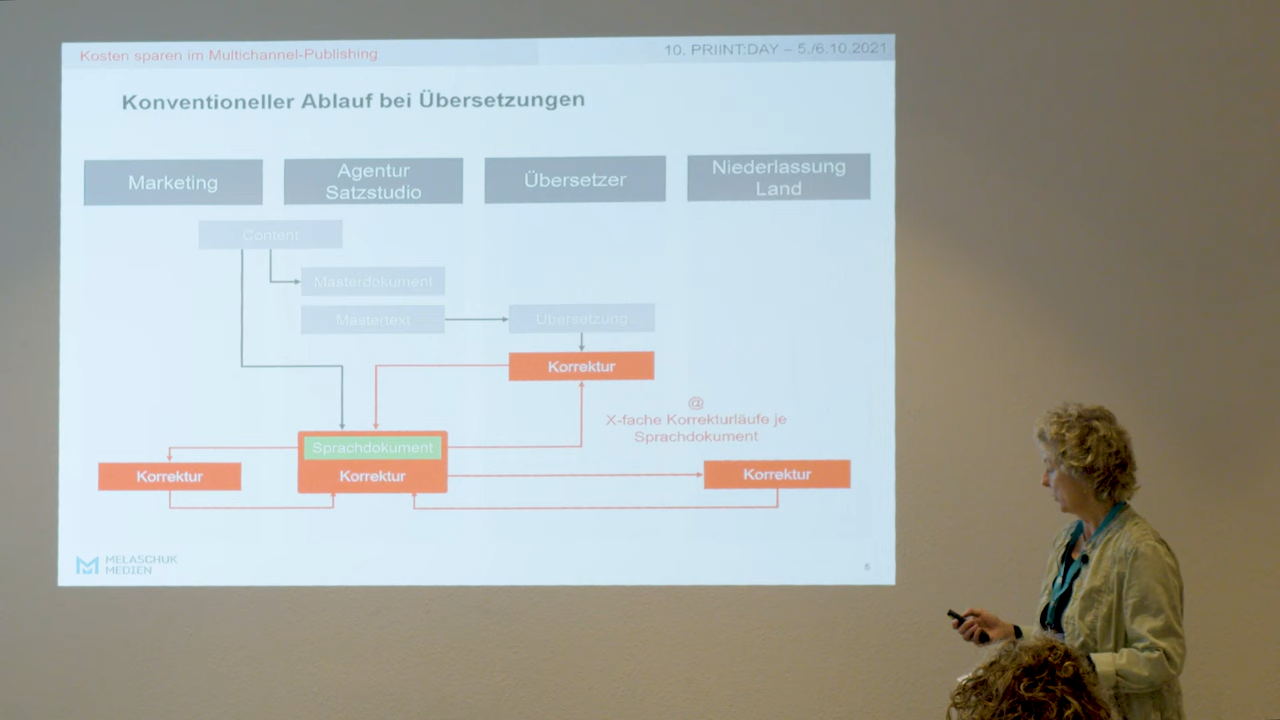 Kosten sparen im Multichannel-Publishing
10. PRIINT:DAY – 5./6.10.2021
Konventioneller Ablauf bei Übersetzungen
Marketing
Agentur
Satzstudio
Übersetzer
Niederlassung
Land
Content
Masterdokument
Mastertext
Übersetzung
Korrektur
@
X-fache Korrekturläufe je
Sprachdokument
Sprachdokument
Korrektur
Korrektur
Korrektur
MELASCHUK
MEDIEN
6